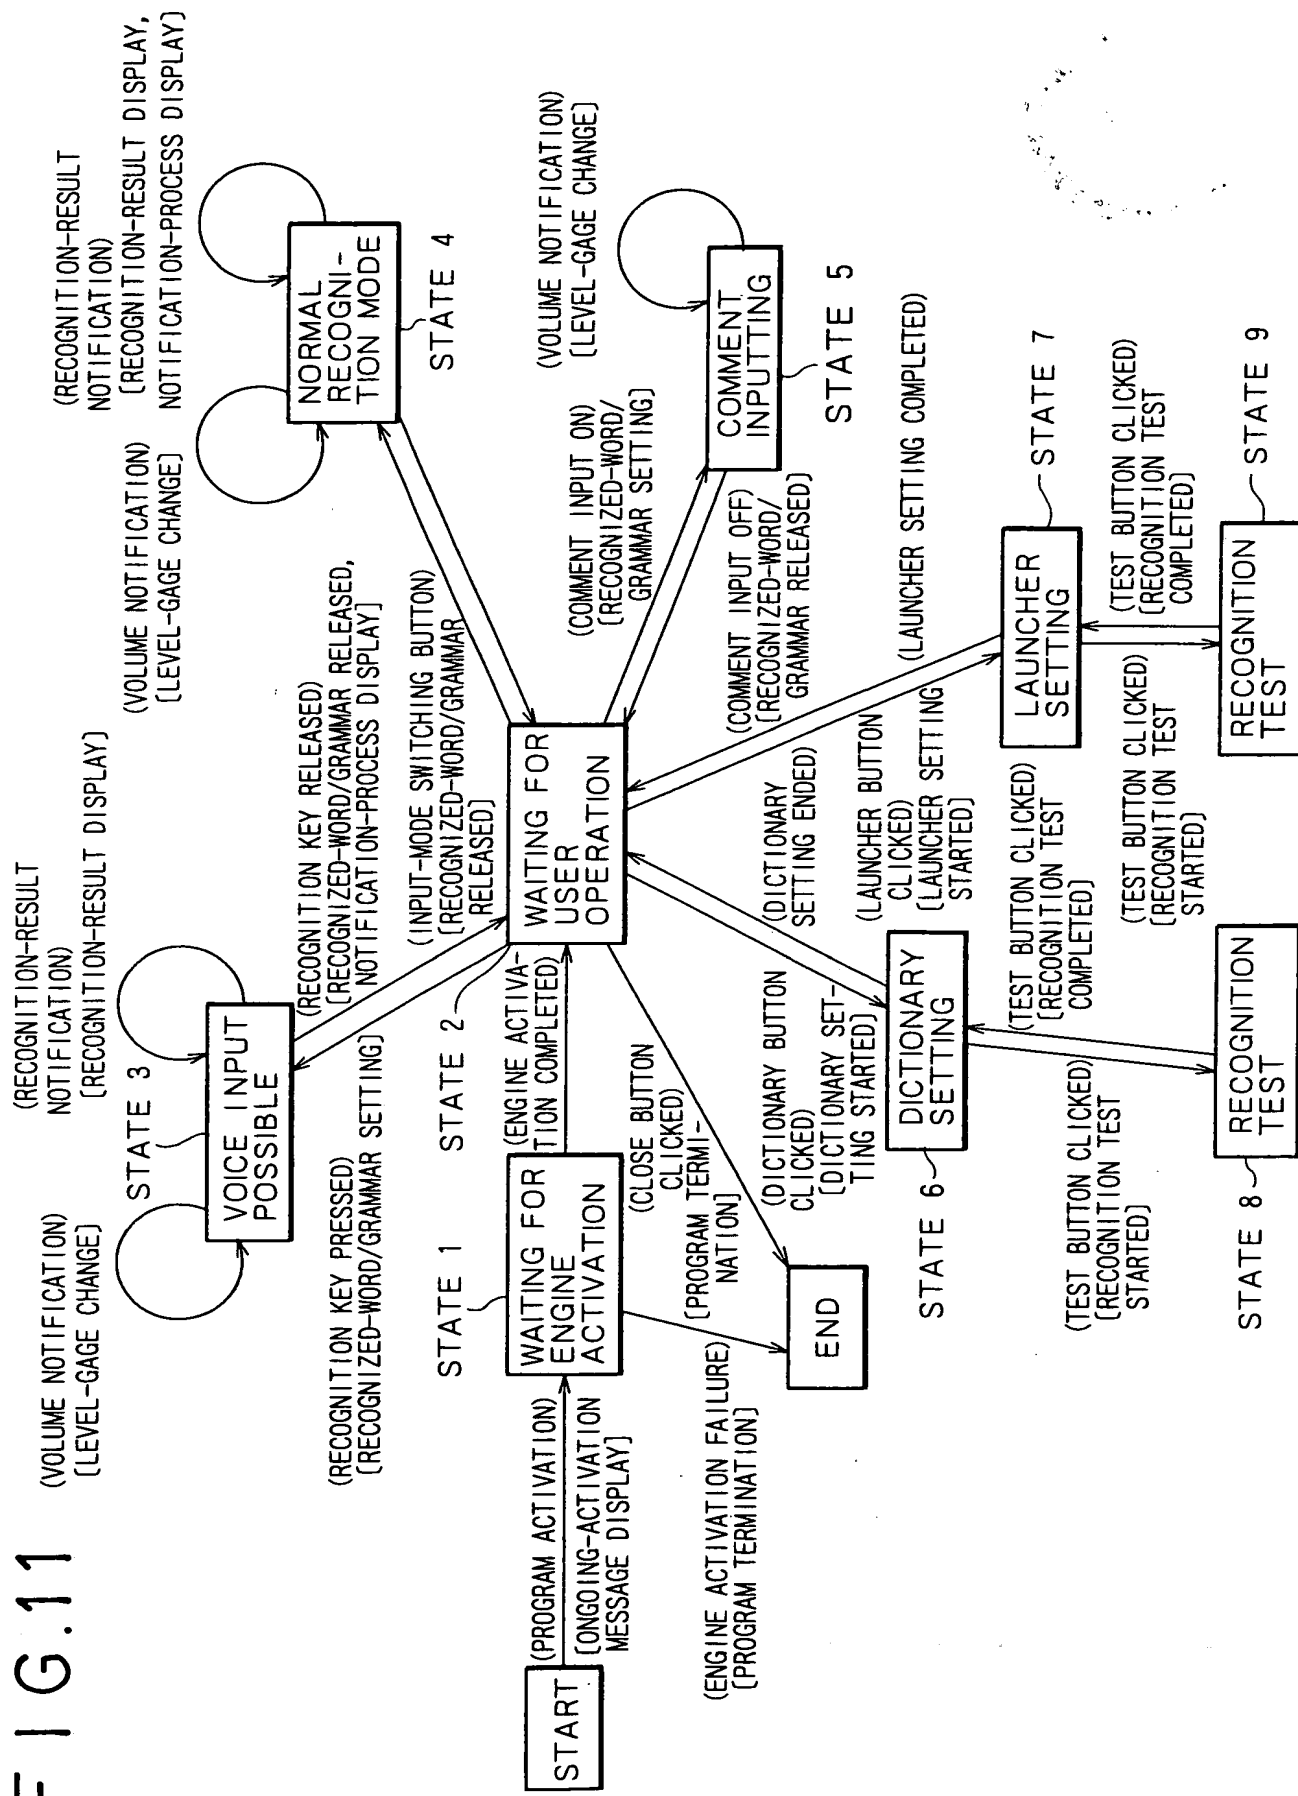 FIG.11
(VOLUME NOTIFICATION)
[LEVEL-GAGE CHANGE]
(RECOGNITION-RESULT
NOTIFICATION)
[RECOGNITION-RESULT DISPLAY]
STATE 3
VOICE INPUT
POSSIBLE
(RECOGNITION KEY PRESSED)
[RECOGNIZED-WORD/GRAMMAR SETTING]
(RECOGNITION KEY RELEASED)
[RECOGNIZED-WORD/GRAMMAR RELEASED,
NOTIFICATION-PROCESS DISPLAY]
(VOLUME NOTIFICATION)
[LEVEL-GAGE CHANGE]
(RECOGNITION-RESULT
NOTIFICATION)
[RECOGNITION-RESULT DISPLAY,
NOTIFICATION-PROCESS DISPLAY]
NORMAL
RECOGNI-
TION MODE
STATE 4
(INPUT-MODE SWITCHING BUTTON)
[RECOGNIZED-WORD/GRAMMAR
RELEASED]
START
(PROGRAM ACTIVATION)
[ONGOING-ACTIVATION
MESSAGE DISPLAY]
STATE 1
WAITING FOR
ENGINE
ACTIVATION
STATE 2
(ENGINE ACTIVA-
TION COMPLETED)
WAITING FOR
USER
OPERATION
(COMMENT INPUT ON)
[RECOGNIZED-WORD/
GRAMMAR SETTING]
(VOLUME NOTIFICATION)
[LEVEL-GAGE CHANGE]
COMMENT
INPUTTING
STATE 5
(COMMENT INPUT OFF)
[RECOGNIZED-WORD/
GRAMMAR RELEASED]
(ENGINE ACTIVATION FAILURE)
[PROGRAM TERMINATION]
(CLOSE BUTTON
CLICKED)
[PROGRAM TERMI-
NATION]
END
(DICTIONARY BUTTON
CLICKED)
[DICTIONARY SET-
TING STARTED]
(DICTIONARY
SETTING ENDED)
(LAUNCHER BUTTON
CLICKED)
[LAUNCHER SETTING
STARTED]
(LAUNCHER SETTING COMPLETED)
STATE 6
DICTIONARY
SETTING
LAUNCHER
SETTING
STATE 7
(TEST BUTTON CLICKED)
[RECOGNITION TEST
STARTED]
(TEST BUTTON CLICKED)
[RECOGNITION TEST
COMPLETED]
(TEST BUTTON CLICKED)
[RECOGNITION TEST
STARTED]
(TEST BUTTON CLICKED)
[RECOGNITION TEST
COMPLETED]
STATE 8
RECOGNITION
TEST
RECOGNITION
TEST
STATE 9